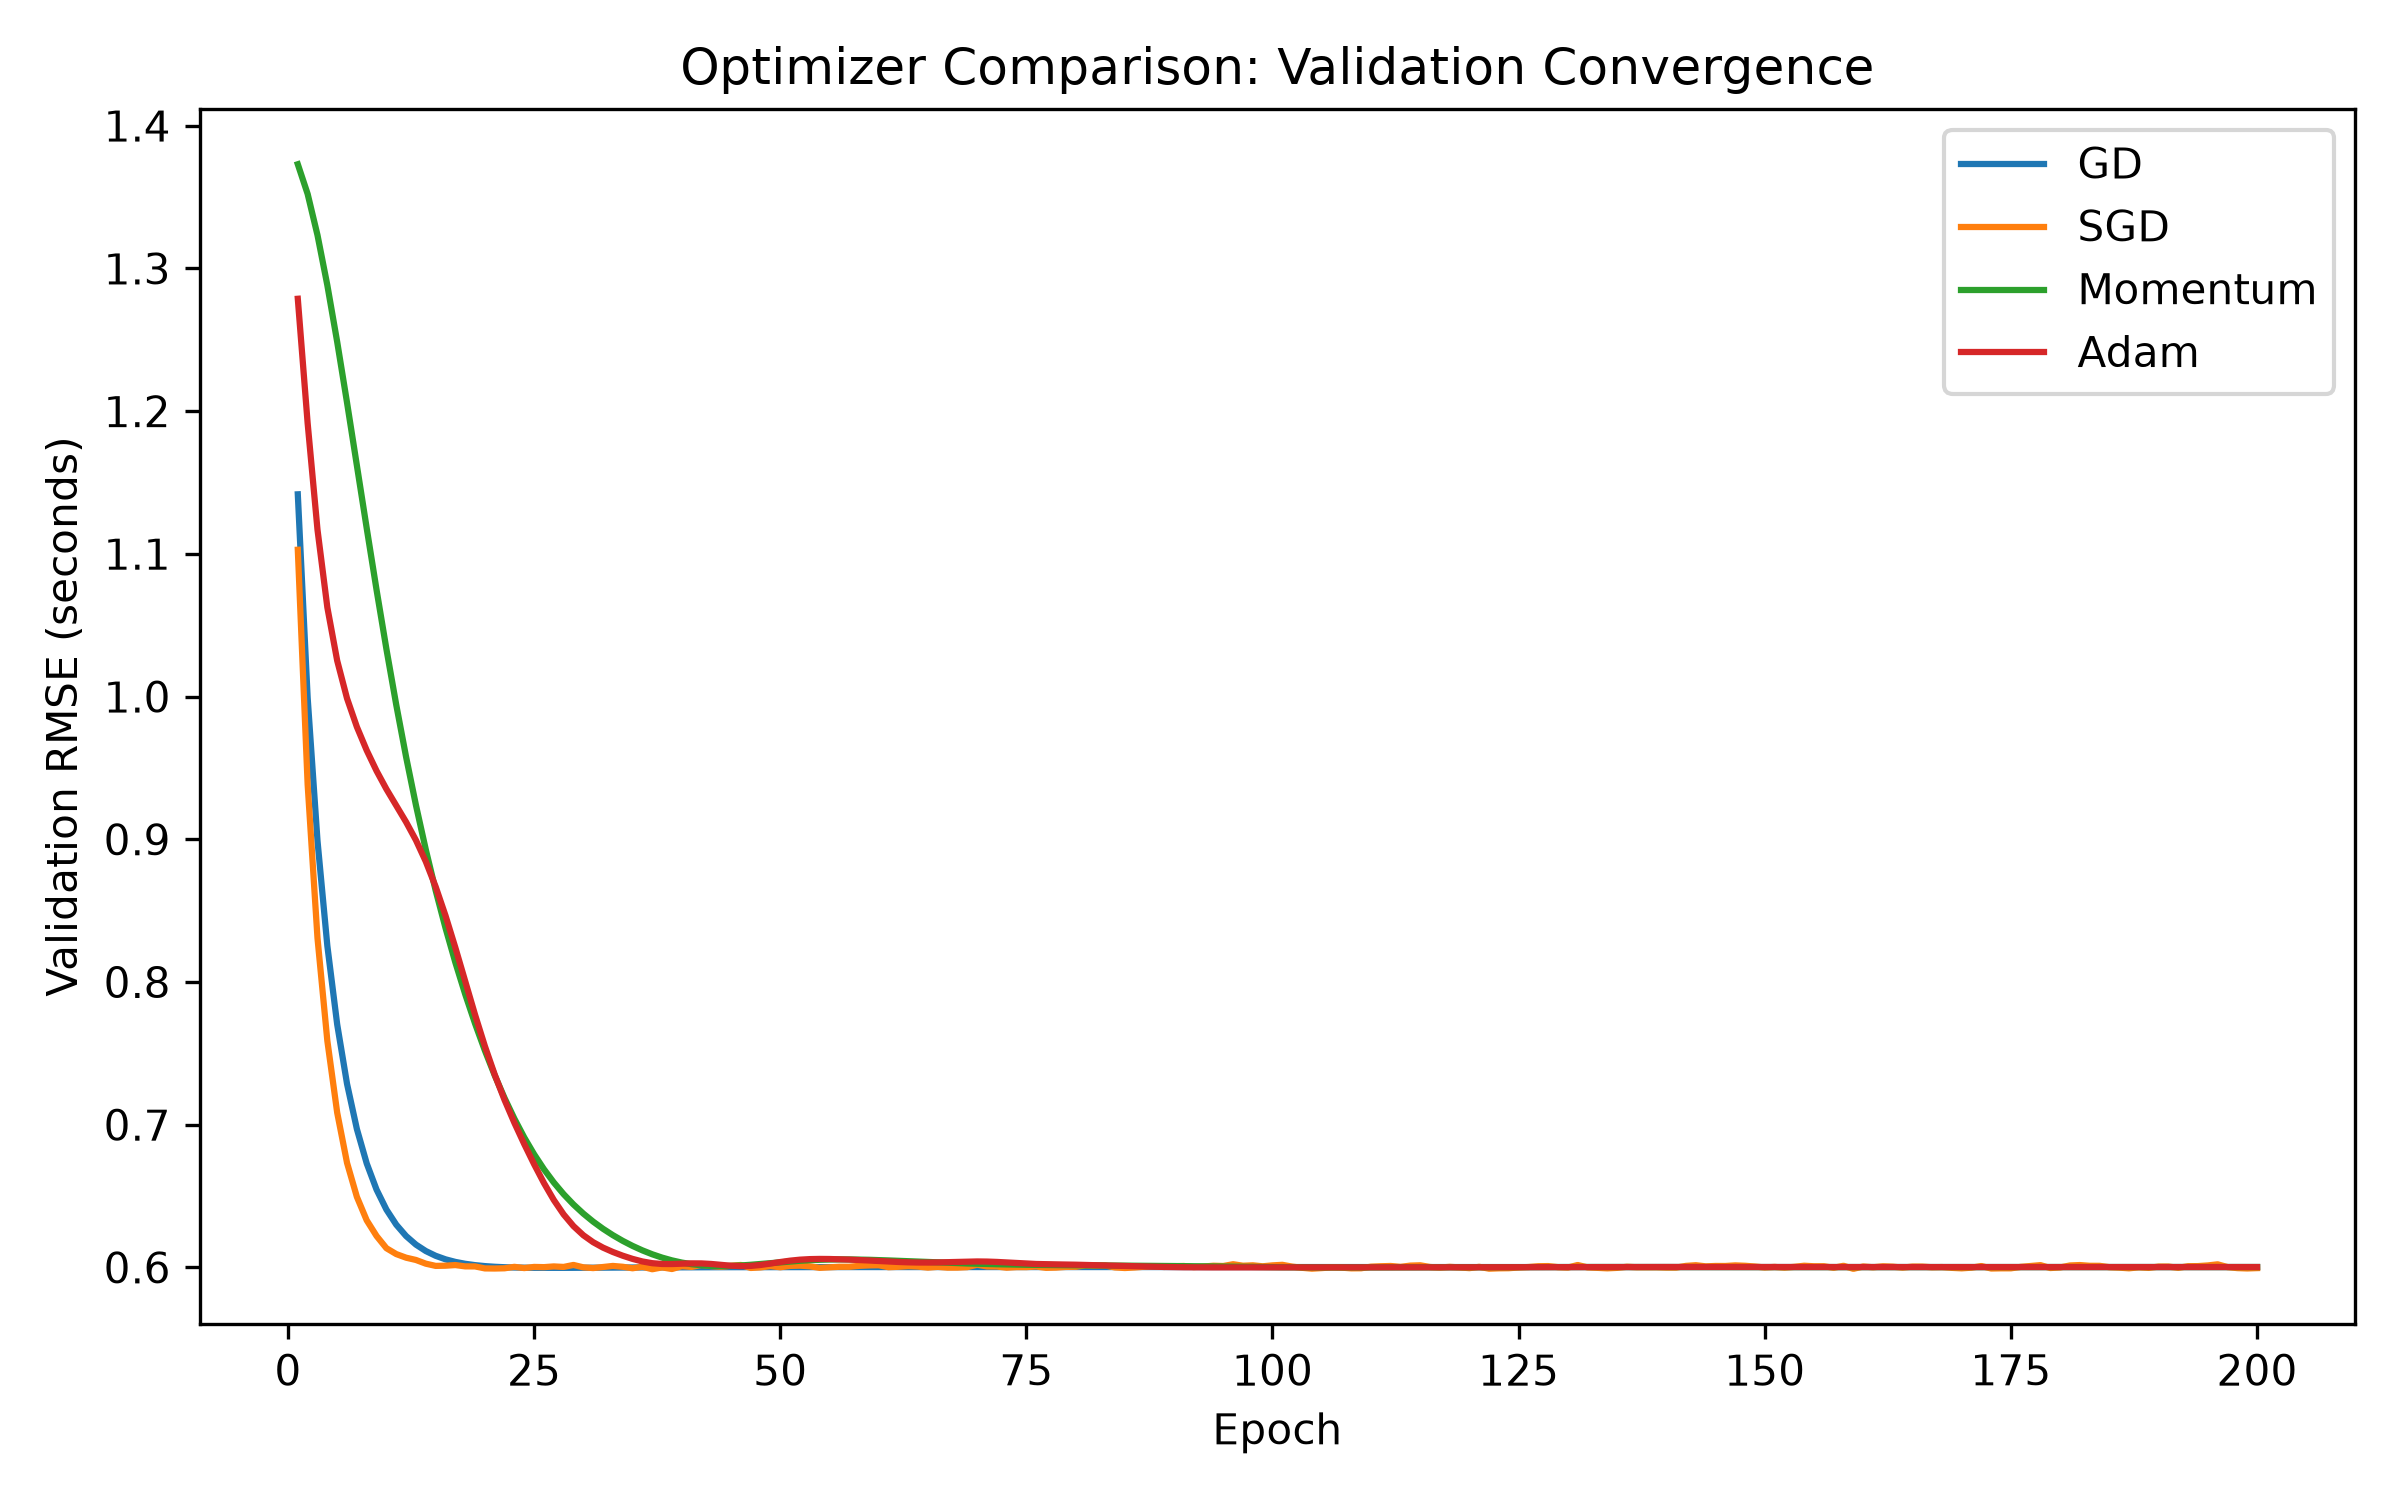 Optimizer Comparison: Validation Convergence
1.4
1.3
1.2
1.1
1.0
0.9
0.8
0.7
0.6
Validation RMSE (seconds)
GD
SGD
Momentum
Adam
0 25 50 75 100 125 150 175 200
Epoch